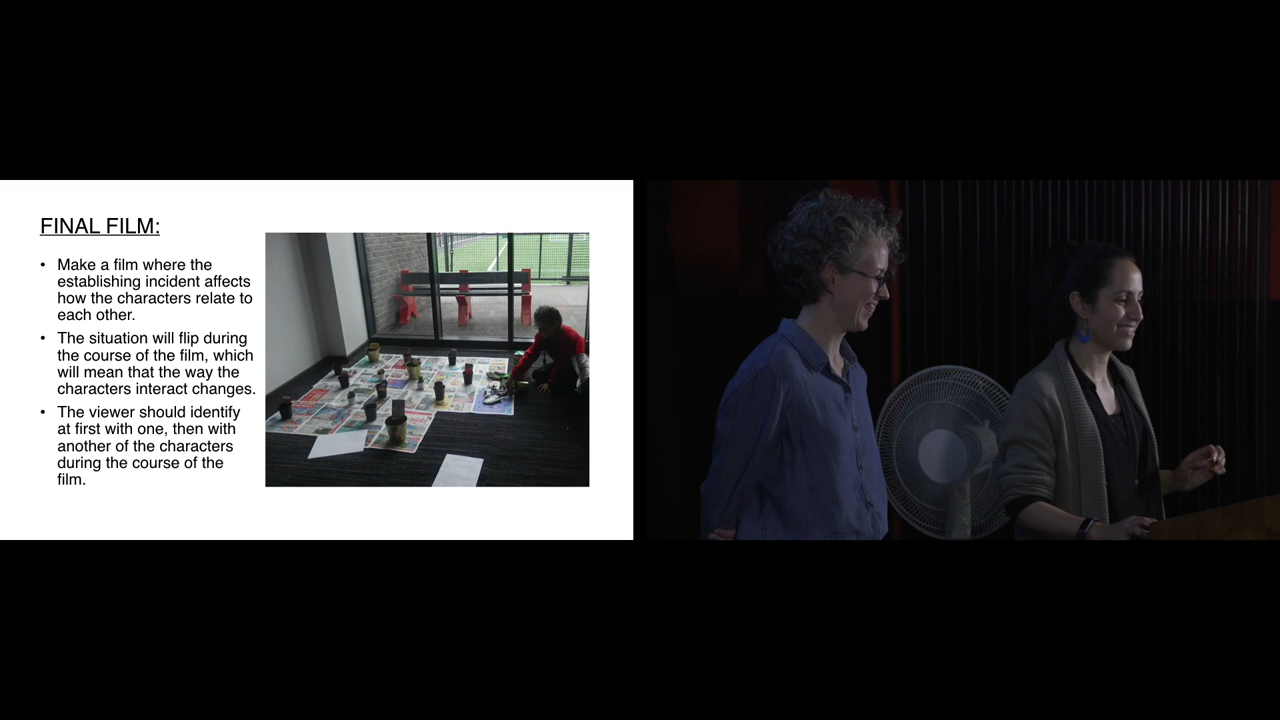 FINAL FILM:
• Make a film where the
establishing incident affects
how the characters relate to
each other.
• The situation will flip during
the course of the film, which
will mean that the way the
characters interact changes.
• The viewer should identify
at first with one, then with
another of the characters
during the course of the
film.